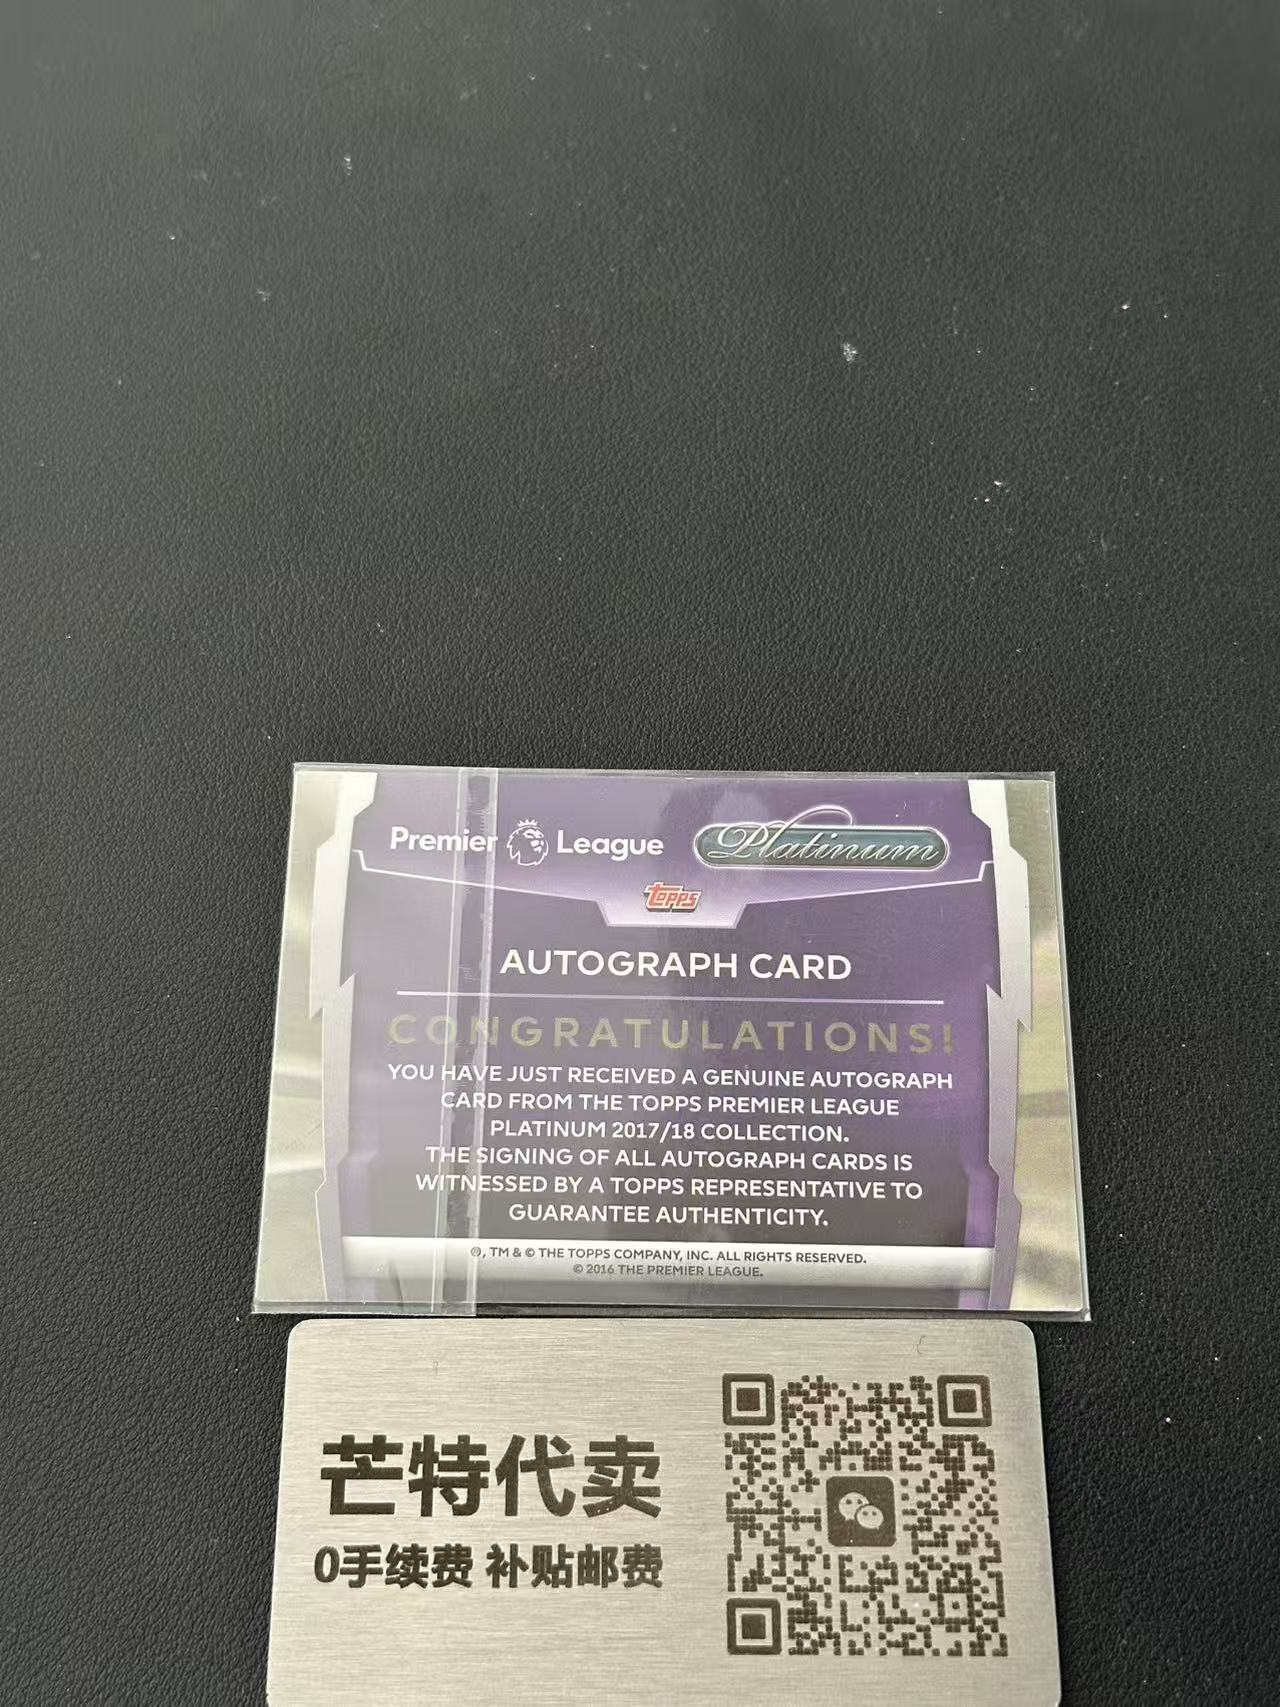 Premier League Platinum
topps
AUTOGRAPH CARD
CONGRATULATIONS!
YOU HAVE JUST RECEIVED A GENUINE AUTOGRAPH
CARD FROM THE TOPPS PREMIER LEAGUE
PLATINUM 2017/18 COLLECTION.
THE SIGNING OF ALL AUTOGRAPH CARDS IS
WITNESSED BY A TOPPS REPRESENTATIVE TO
GUARANTEE AUTHENTICITY.
®, TM & © THE TOPPS COMPANY, INC. ALL RIGHTS RESERVED.
© 2016 THE PREMIER LEAGUE.
芒特代卖
0手续费 补贴邮费